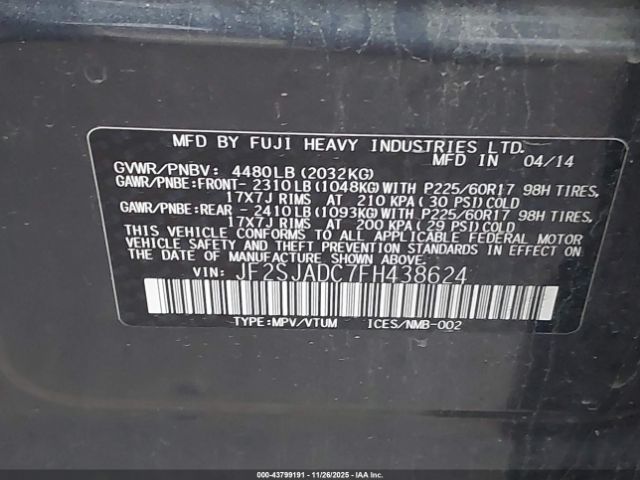 MFD BY FUJI HEAVY INDUSTRIES LTD.
MFD IN 04/14
GVWR/PNBV: 4480LB(2032KG)
GAWR/PNBE:FRONT- 2310LB(1048KG)WITH P225/60R17 98H TIRES,
17X7J RIMS AT 210 KPA(30 PSI)COLD
GAWR/PNBE:REAR -2410LB(1093KG)WITH P225/60R17 98H TIRES,
17X7J RIMS AT 200 KPA(29 PSI)COLD
THIS VEHICLE CONFORMS TO ALL APPLICABLE FEDERAL MOTOR
VEHICLE SAFETY AND THEFT PREVENTION STANDARDS IN EFFECT ON
THE DATE OF MANUFACTURE SHOWN ABOVE.
VIN: JF2SJADC7FH438624
TYPE:MPV/VTUM ICES/NMB-002
000-43799191 - 11/26/2025 - IAAI.com